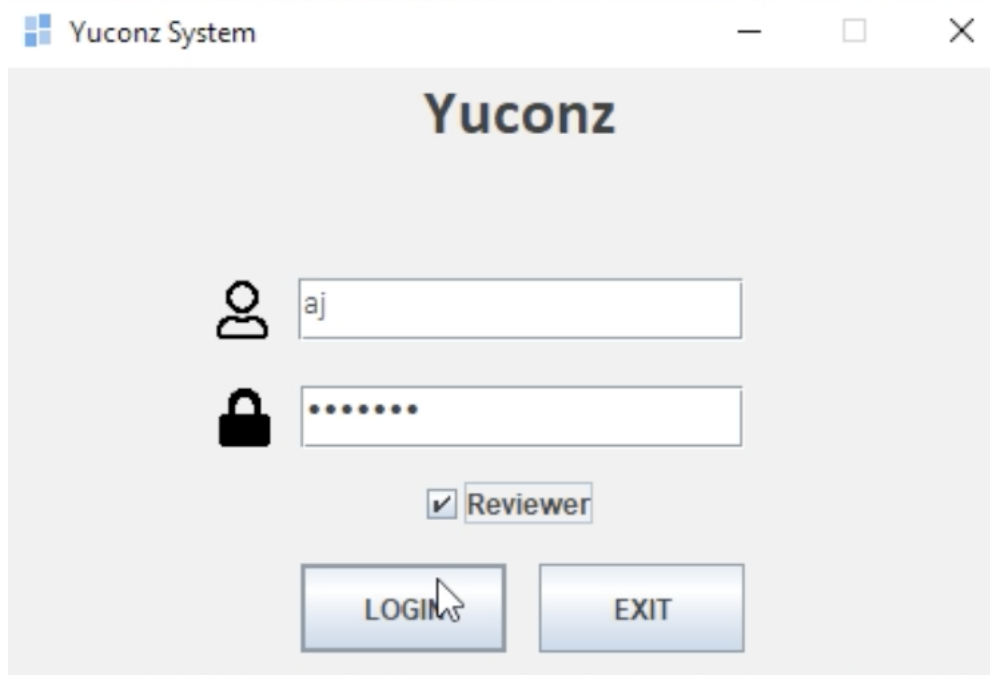 Yuconz System
Yuconz
aj
•••••••
Reviewer
LOGIN
EXIT